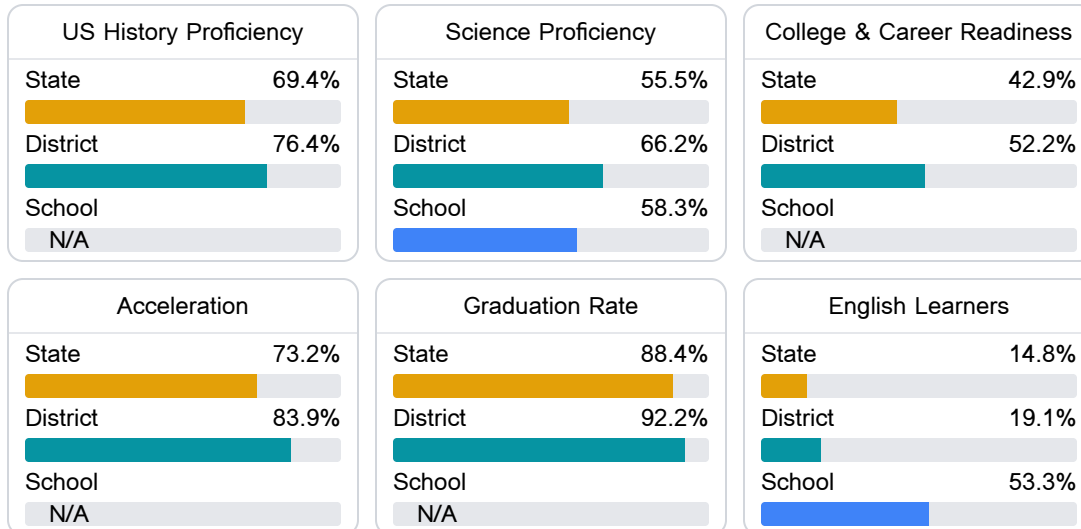 US History Proficiency
State 69.4%
District 76.4%
School
N/A
Science Proficiency
State 55.5%
District 66.2%
School 58.3%
College & Career Readiness
State 42.9%
District 52.2%
School
N/A
Acceleration
State 73.2%
District 83.9%
School
N/A
Graduation Rate
State 88.4%
District 92.2%
School
N/A
English Learners
State 14.8%
District 19.1%
School 53.3%